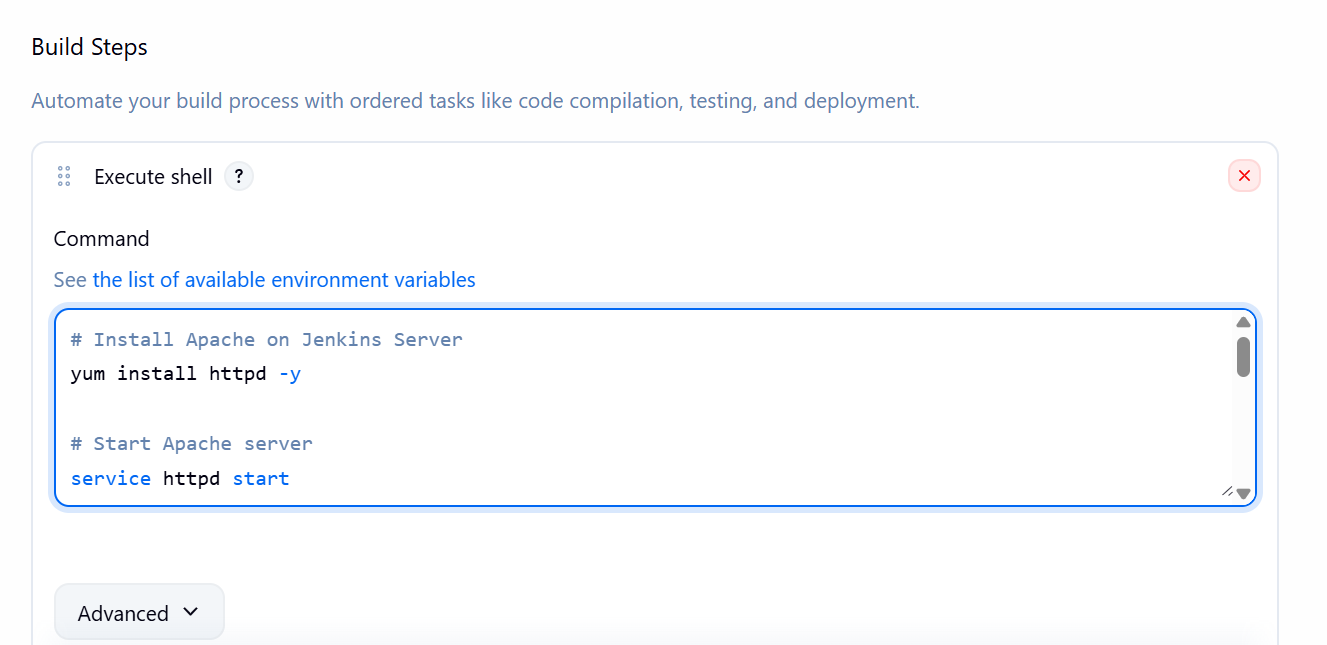 Build Steps
Automate your build process with ordered tasks like code compilation, testing, and deployment.
Execute shell ?
Command
See the list of available environment variables
# Install Apache on Jenkins Server
yum install httpd -y
# Start Apache server
service httpd start
Advanced